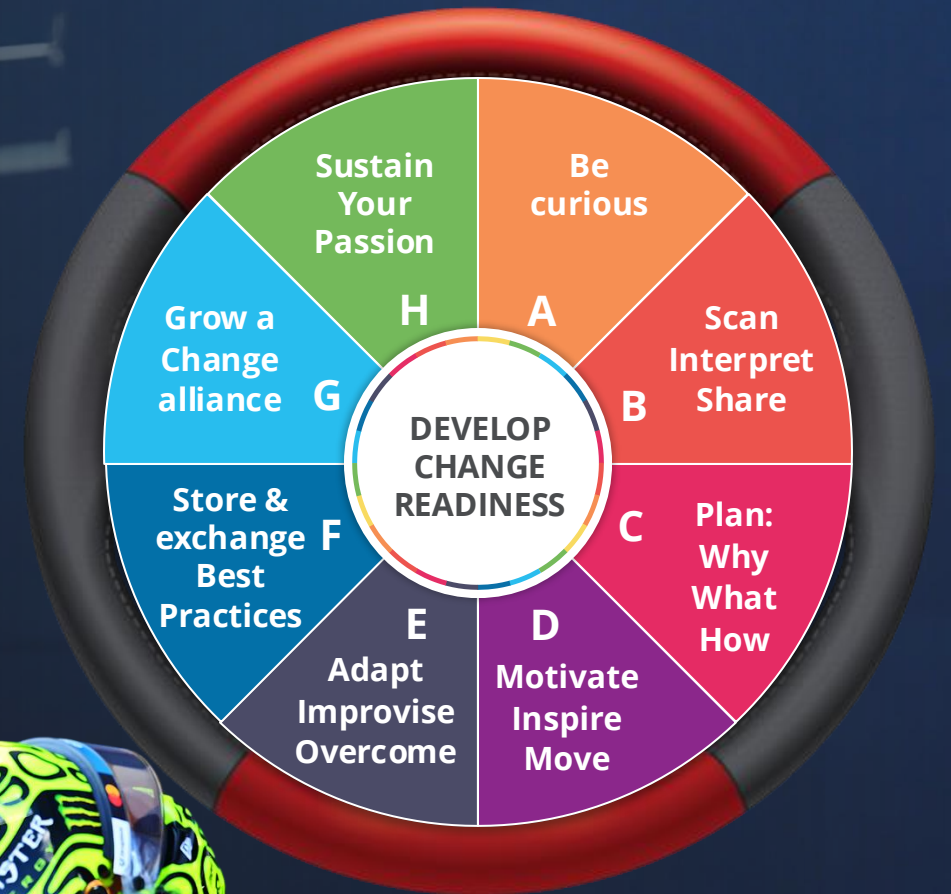 Be
curious
A
Scan
Interpret
Share
B
Plan:
Why
What
How
C
D
Motivate
Inspire
Move
E
Adapt
Improvise
Overcome
Store &
exchange
Best
Practices
F
Grow a
Change
alliance
G
Sustain
Your
Passion
H
DEVELOP
CHANGE
READINESS